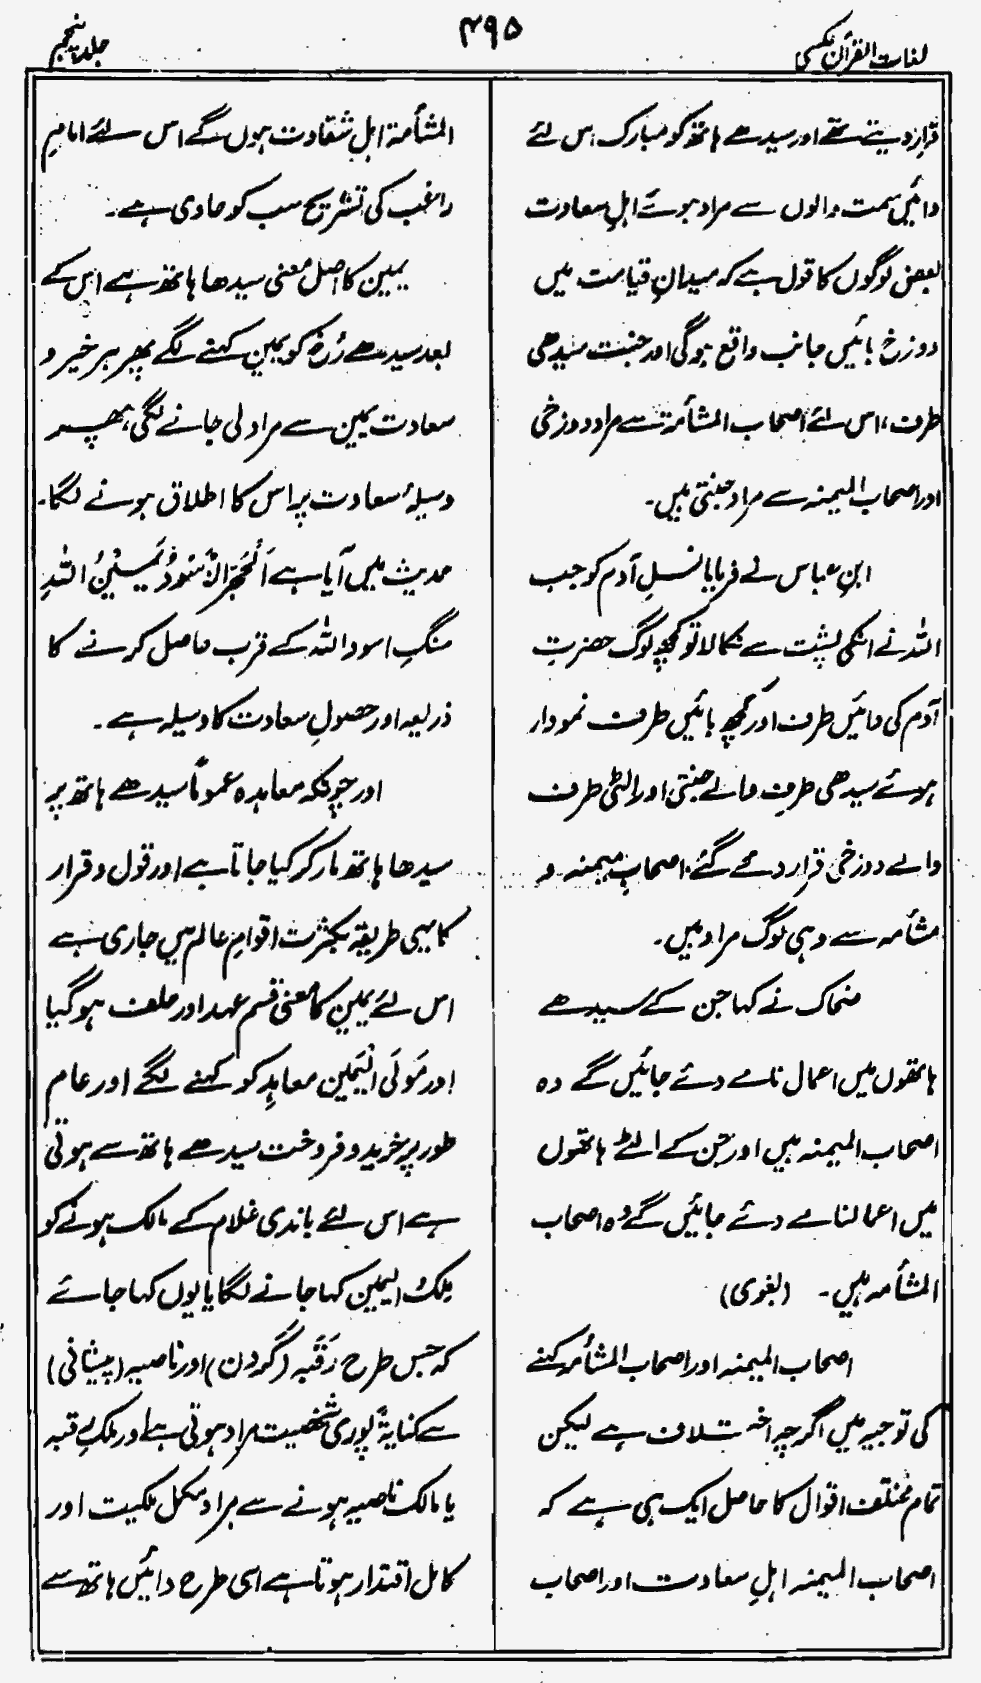 لغات القرآن مکسی
۴۹۵
جلد پنجم
قرار دیتے تھے اور سیدھے ہاتھ کو مبارک اس لئے
دائیں سمت والوں سے مراد ہوئے اہلِ سعادت
بعض لوگوں کا قول ہے کہ میدانِ قیامت میں
دوزخ بائیں جانب واقع ہوگی اور جنت سیدھی
طرف، اس لئے اصحاب المشأمۃ سے مراد دوزخی
اور اصحاب المیمنہ سے مراد جنتی ہیں۔
ابنِ عباس نے فرمایا نسلِ آدم کو جب
اللہ نے انکی پشت سے نکالا تو کچھ لوگ حضرتِ
آدم کی دائیں طرف اور کچھ بائیں طرف نمودار
ہوئے سیدھی طرف والے جنتی اور الٹی طرف
والے دوزخی قرار دئے گئے، اصحابِ میمنہ و
مشأمہ سے وہی لوگ مراد ہیں۔
ضحاک نے کہا جن کے سیدھے
ہاتھوں میں اعمال نامے دئے جائیں گے وہ
اصحاب المیمنہ ہیں اور جن کے الٹے ہاتھوں
میں اعمالنامے دئے جائیں گے وہ اصحاب
المشأمہ ہیں۔ (بغوی)
اصحاب المیمنہ اور اصحاب المشأمہ کہنے
کی توجیہ میں اگرچہ اختلاف ہے لیکن
تمام مختلف اقوال کا حاصل ایک ہی ہے کہ
اصحاب المیمنہ اہلِ سعادت اور اصحاب
المشأمۃ اہلِ شقادت ہوں گے اس لئے امامِ
راغب کی تشریح سب کو حاوی ہے۔
یمین کا اصل معنی سیدھا ہاتھ ہے اس کے
بعد سیدھے رُخ کو یمین کہنے لگے پھر ہر خیر و
سعادت یمین سے مراد لی جانے لگی، پھر
وسیلۂ سعادت پر اس کا اطلاق ہونے لگا۔
حدیث میں آیا ہے اَلْحَجَرُ الْاَسْوَدُ یَمِیْنُ اللّٰہِ
سنگِ اسود اللہ کے قرب حاصل کرنے کا
ذریعہ اور حصولِ سعادت کا وسیلہ ہے۔
اور چونکہ معاہدہ عموماً سیدھے ہاتھ پر
سیدھا ہاتھ مار کر کیا جاتا ہے اور قول و قرار
کا یہی طریقہ بکثرت اقوامِ عالم میں جاری ہے
اس لئے یمین کا معنی قسم عہد اور حلف ہوگیا
اور مَوْلَی الْیَمِیْن معاہد کو کہنے لگے اور عام
طور پر خرید و فروخت سیدھے ہاتھ سے ہوتی
ہے اس لئے باندی غلام کے مالک ہونے کو
مِلکُ الیمین کہا جانے لگا یا یوں کہا جائے
کہ جس طرح رَقَبہ (گردن) اور ناصیہ (پیشانی)
سے کنایۃً پوری شخصیت مراد ہوتی ہے اور ملکِ رقبہ
یا مالک ناصیہ ہونے سے مراد مکمل ملکیت اور
کامل اقتدار ہوتا ہے اسی طرح دائیں ہاتھ سے